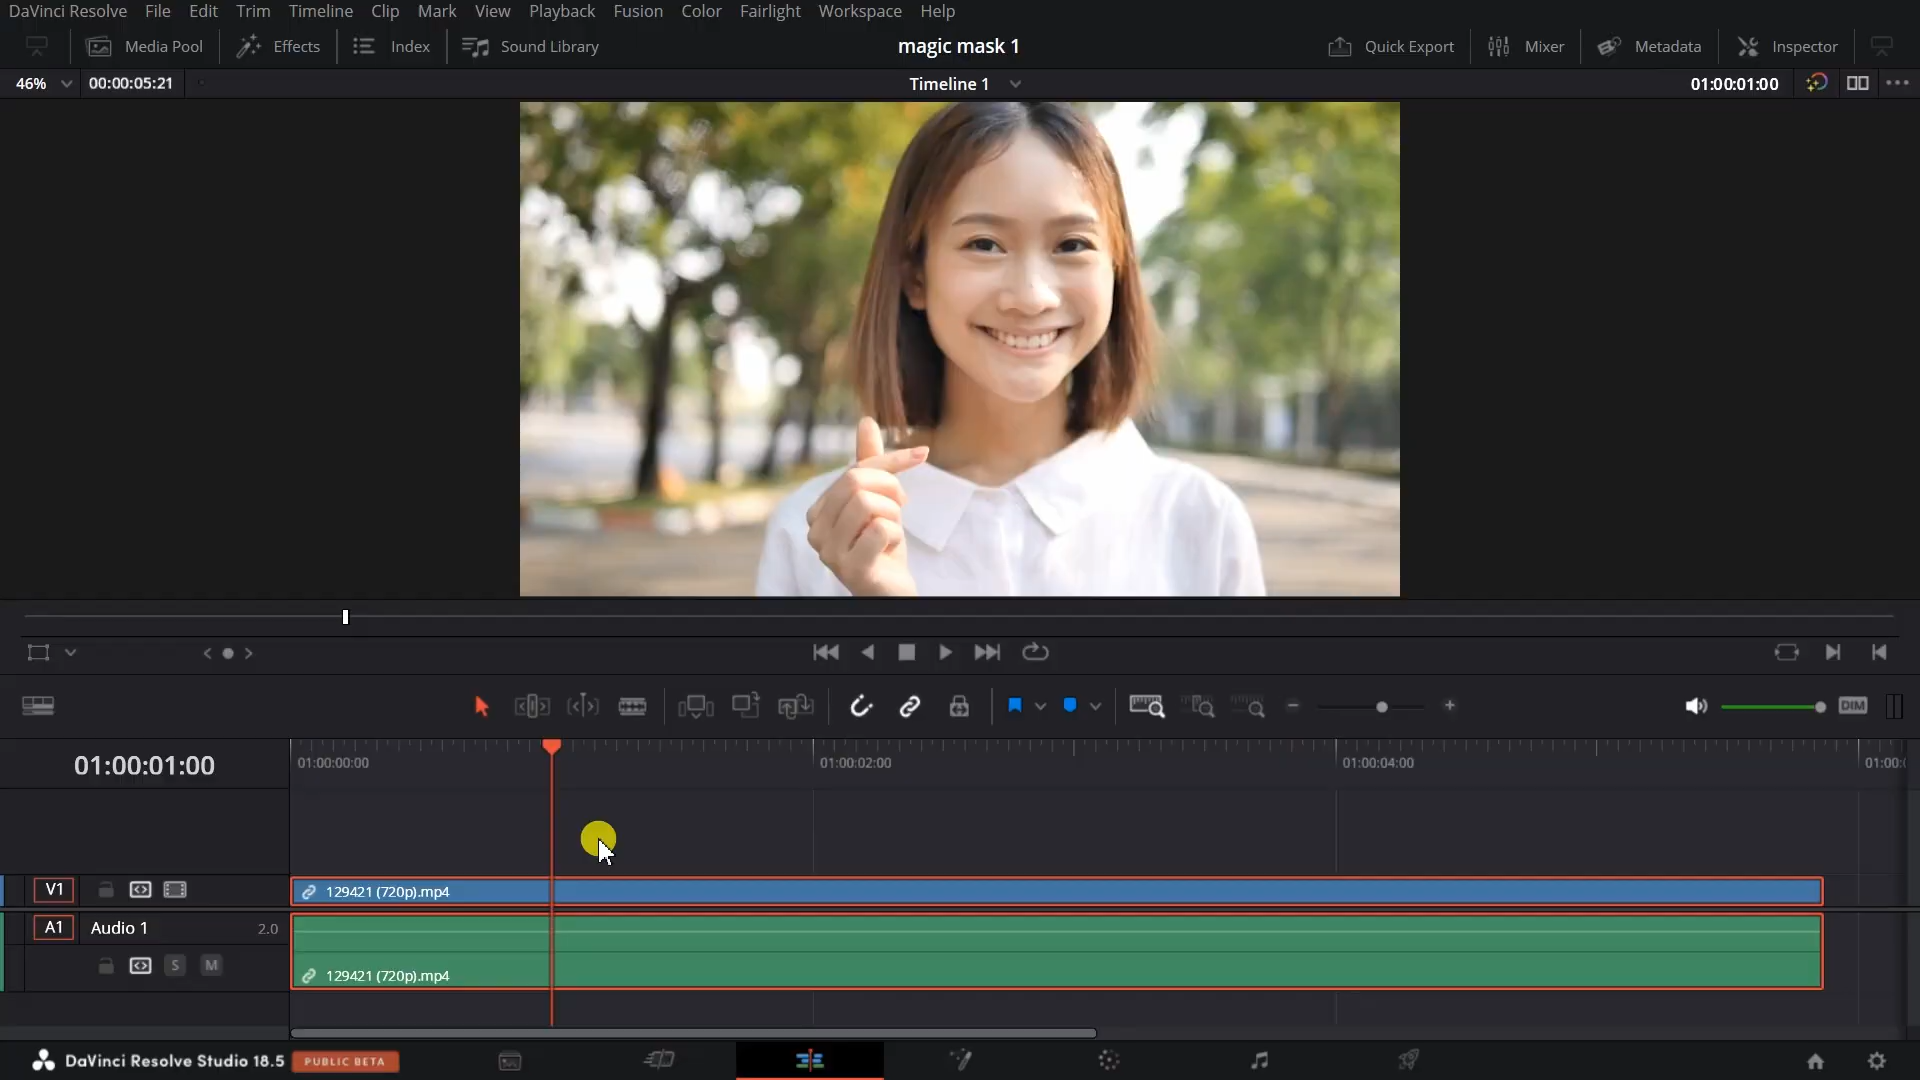 DaVinci Resolve File Edit Trim Timeline Clip Mark View Playback Fusion Color Fairlight Workspace Help
Media Pool Effects Index Sound Library magic mask 1 Quick Export Mixer Metadata Inspector
46% 00:00:05:21 Timeline 1 01:00:01:00
DIM
01:00:01:00 01:00:00:00 01:00:02:00 01:00:04:00 01:00:
V1 129421 (720p).mp4
A1 Audio 1 2.0
S M 129421 (720p).mp4
DaVinci Resolve Studio 18.5 PUBLIC BETA